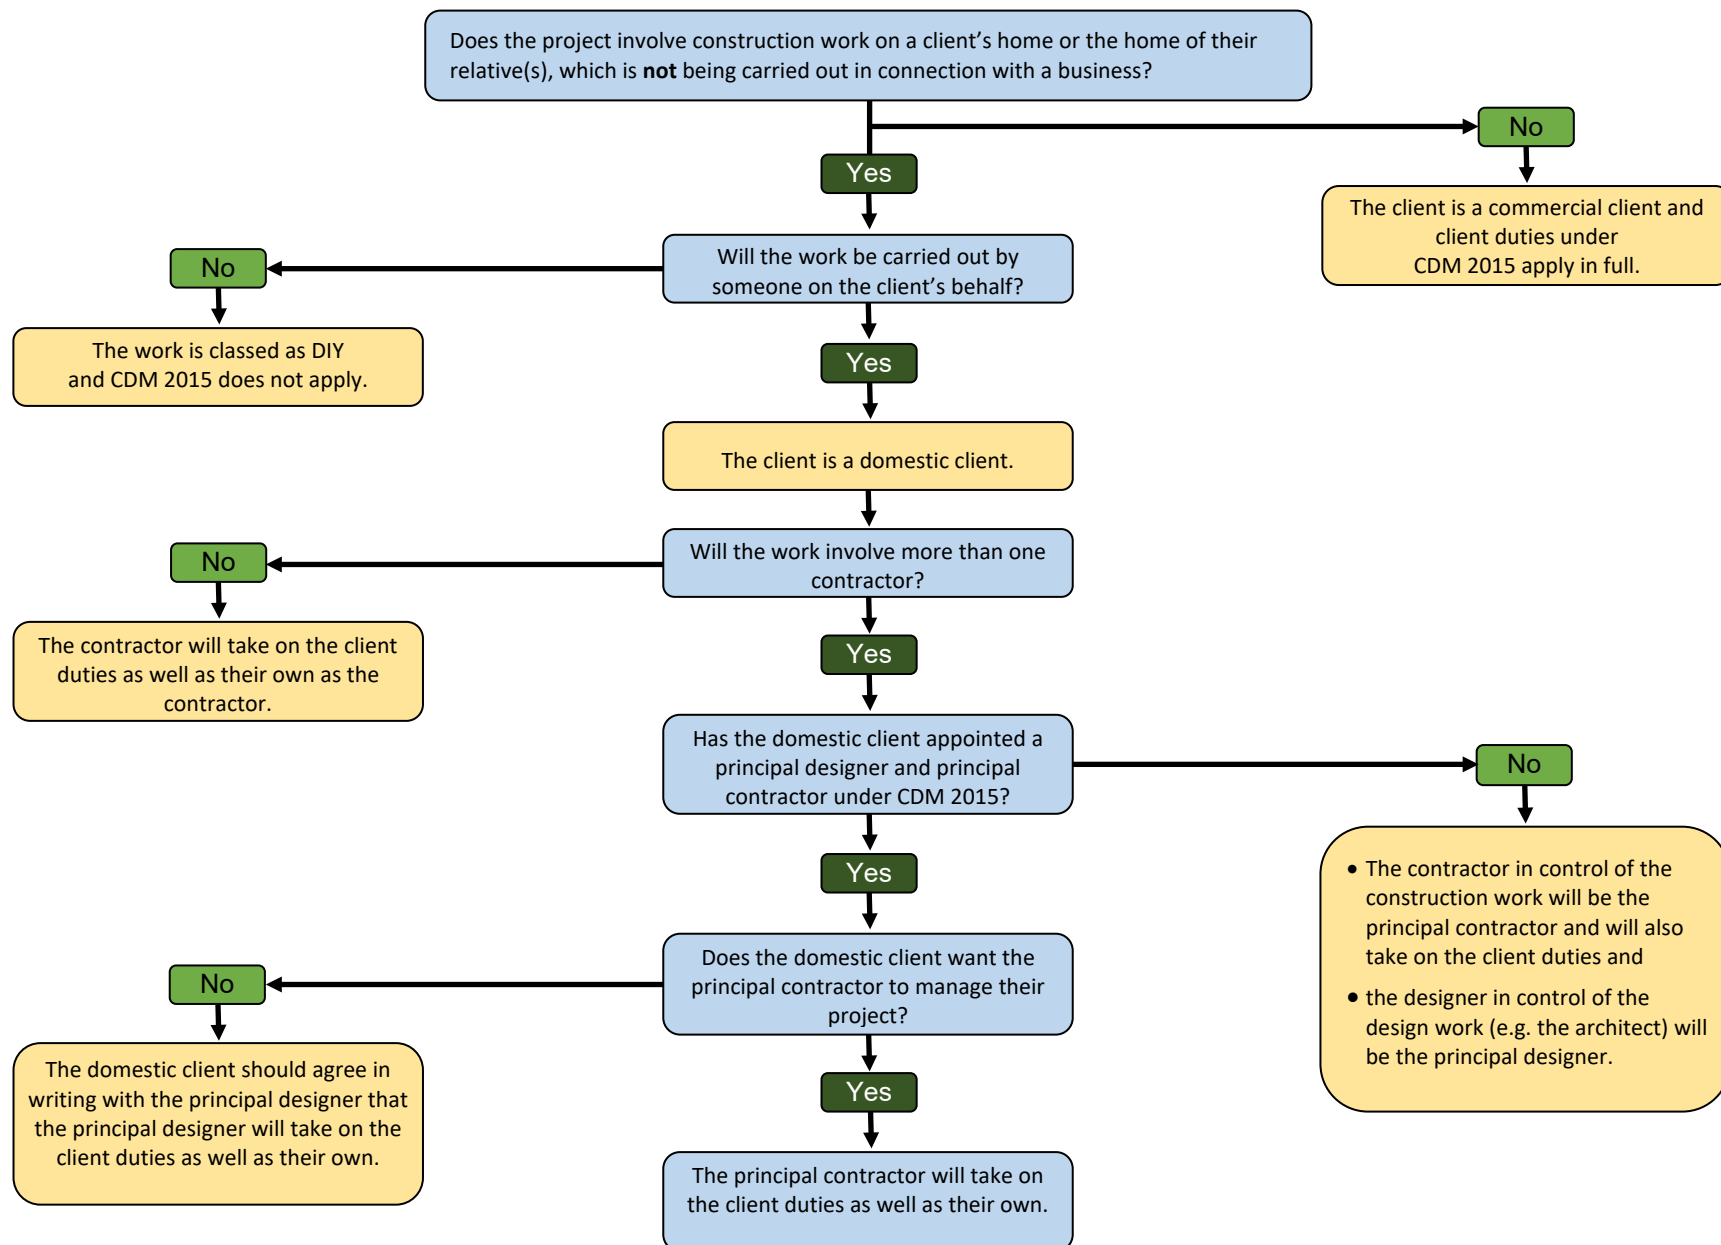 Does the project involve construction work on a client’s home or the home of their
relative(s), which is not being carried out in connection with a business?
No
Yes
The client is a commercial client and
client duties under
CDM 2015 apply in full.
No
Will the work be carried out by
someone on the client’s behalf?
The work is classed as DIY
and CDM 2015 does not apply.
Yes
The client is a domestic client.
No
Will the work involve more than one
contractor?
The contractor will take on the client
duties as well as their own as the
contractor.
Yes
Has the domestic client appointed a
principal designer and principal
contractor under CDM 2015?
No
Yes
• The contractor in control of the
construction work will be the
principal contractor and will also
take on the client duties and
• the designer in control of the
design work (e.g. the architect) will
be the principal designer.
No
Does the domestic client want the
principal contractor to manage their
project?
The domestic client should agree in
writing with the principal designer that
the principal designer will take on the
client duties as well as their own.
Yes
The principal contractor will take on
the client duties as well as their own.